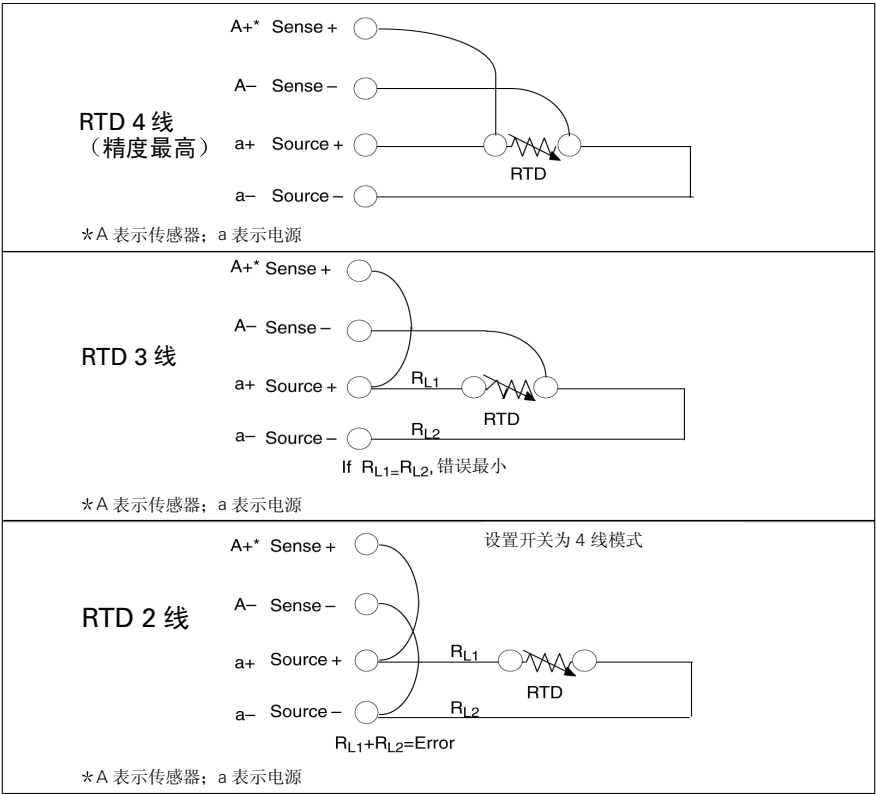 A+* Sense +
A– Sense –
RTD 4 线
（精度最高）
a+ Source +
RTD
a– Source –
*A 表示传感器；a 表示电源
A+* Sense +
A– Sense –
RTD 3 线
a+ Source +
RL1
RTD
a– Source –
RL2
If RL1=RL2, 错误最小
*A 表示传感器；a 表示电源
A+* Sense +
设置开关为 4 线模式
A– Sense –
RTD 2 线
a+ Source +
RL1
RTD
a– Source –
RL2
RL1+RL2=Error
*A 表示传感器；a 表示电源